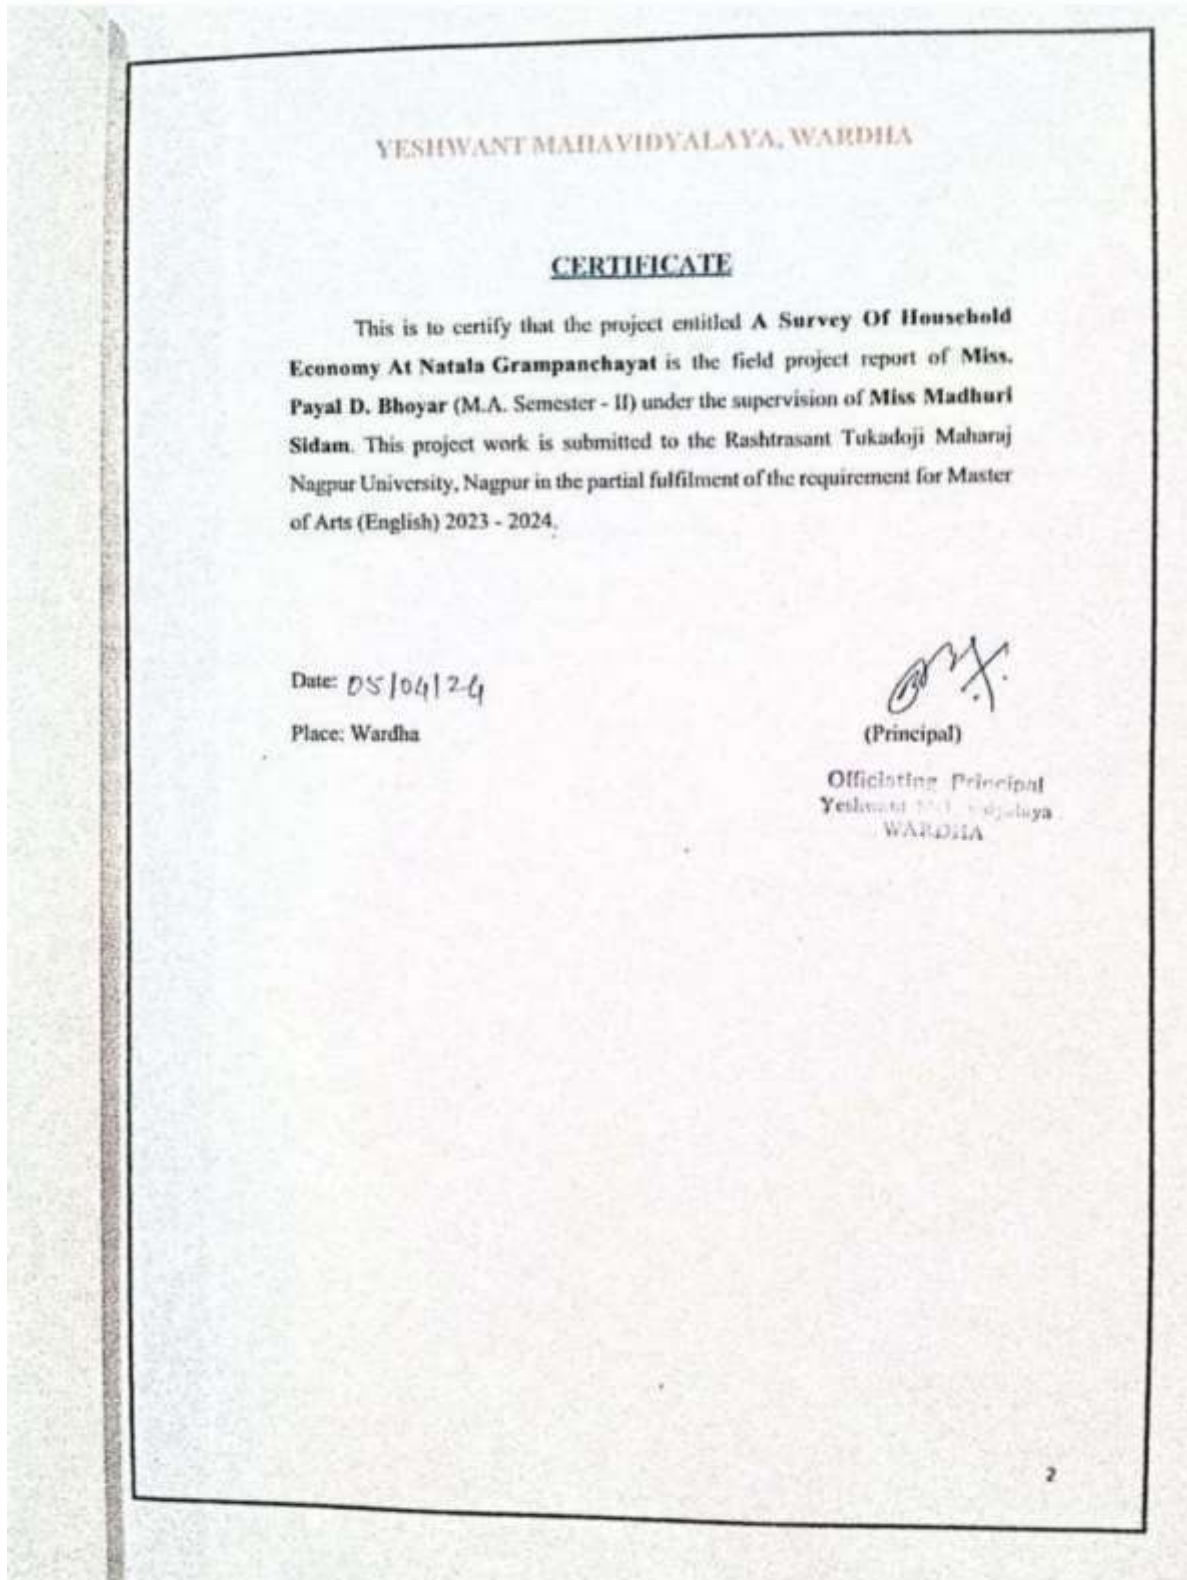 YESHWANT MAHAVIDYALAYA, WARDHA
CERTIFICATE
This is to certify that the project entitled A Survey Of Household
Economy At Natala Grampanchayat is the field project report of Miss.
Payal D. Bhoyar (M.A. Semester - II) under the supervision of Miss Madhuri
Sidam. This project work is submitted to the Rashtrasant Tukadoji Maharaj
Nagpur University, Nagpur in the partial fulfilment of the requirement for Master
of Arts (English) 2023 - 2024.
Date: 05/04/24
Place: Wardha
(Principal)
Officiating Principal
WARDHA
2